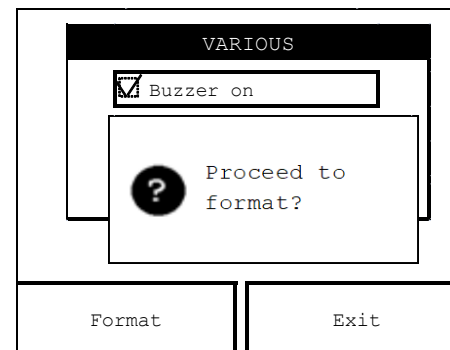 VARIOUS
Buzzer on
?
Proceed to
format?
Format
Exit